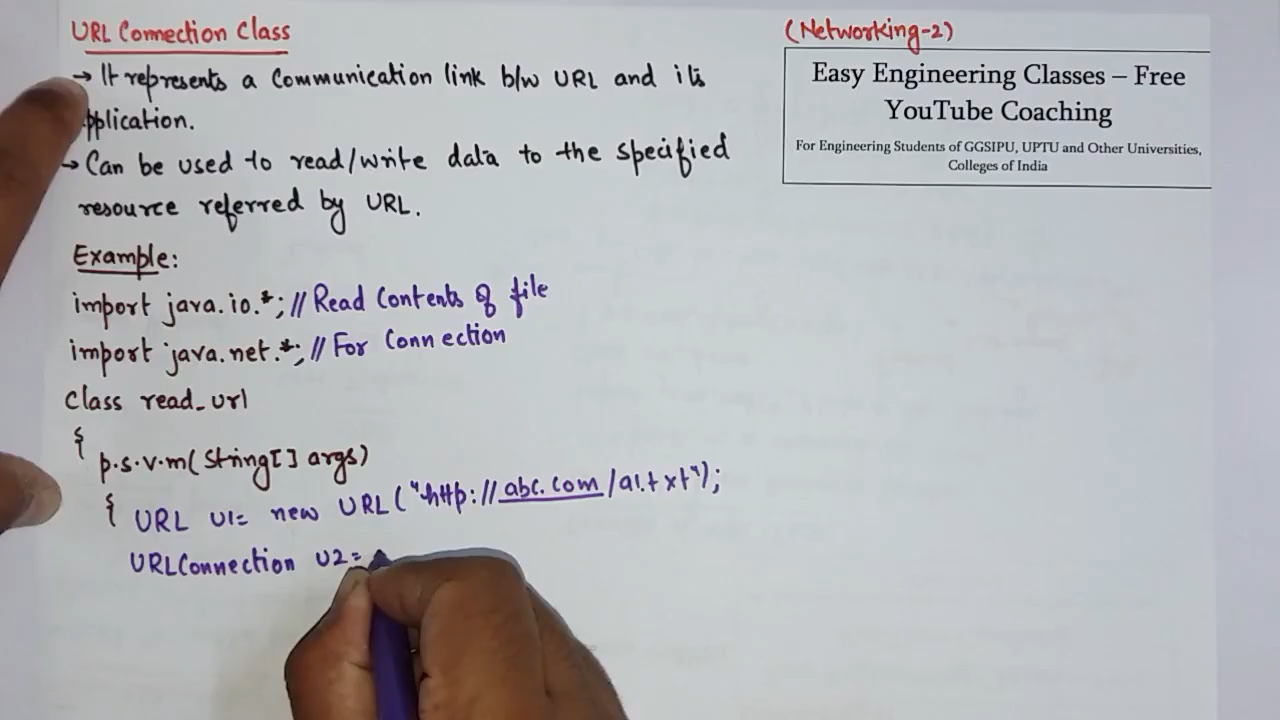 URL Connection Class
(Networking-2)
Easy Engineering Classes – Free
YouTube Coaching
For Engineering Students of GGSIPU, UPTU and Other Universities,
Colleges of India
→ It represents a Communication link b/w URL and its
pplication.
→ Can be used to read/write data to the specified
resource referred by URL.
Example:
import java.io.*; // Read Contents of file
import java.net.*; // For Connection
Class read_url
{
p.s.v.m(String[] args)
{ URL u1= new URL("http://abc.com/a1.txt");
URLConnection u2=